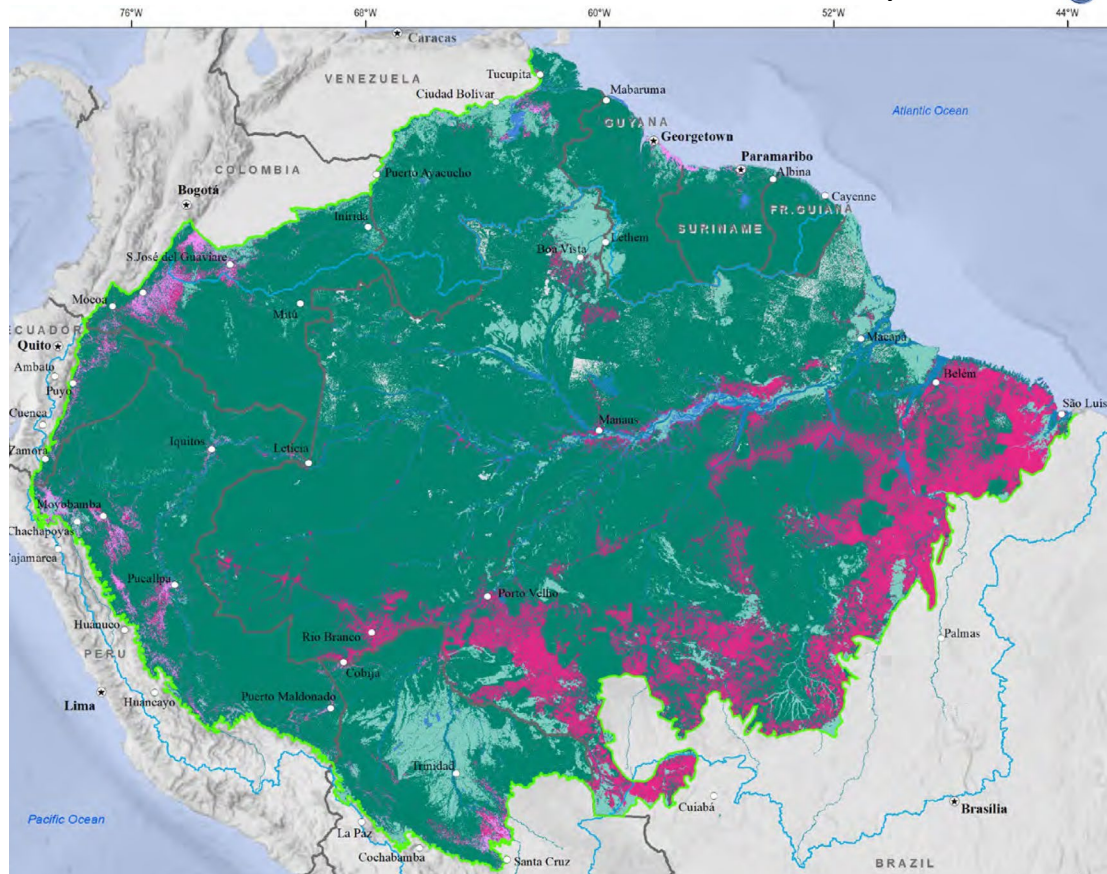 76°W
68°W
60°W
52°W
44°W
Caracas
VENEZUELA
Tucupita
Ciudad Bolivar
Mabaruma
Atlantic Ocean
GUYANA
Georgetown
COLOMBIA
Puerto Ayacucho
Paramaribo
Albina
Bogotá
Cayenne
FR. GUIANA
Inírida
SURINAME
Boa Vista
Lethem
S.José del Guaviare
Mocoa
Mitú
ECUADOR
Quito
Macapá
Ambato
Puyo
Belém
Cuenca
São Luis
Manaus
Zamora
Iquitos
Leticia
Moyobamba
Chachapoyas
Cajamarca
Pucallpa
Porto Velho
Huanuco
Rio Branco
Palmas
PERU
Cobija
Lima
Huancayo
Puerto Maldonado
Trinidad
Cuiabá
Brasília
Pacific Ocean
La Paz
Cochabamba
Santa Cruz
BRAZIL